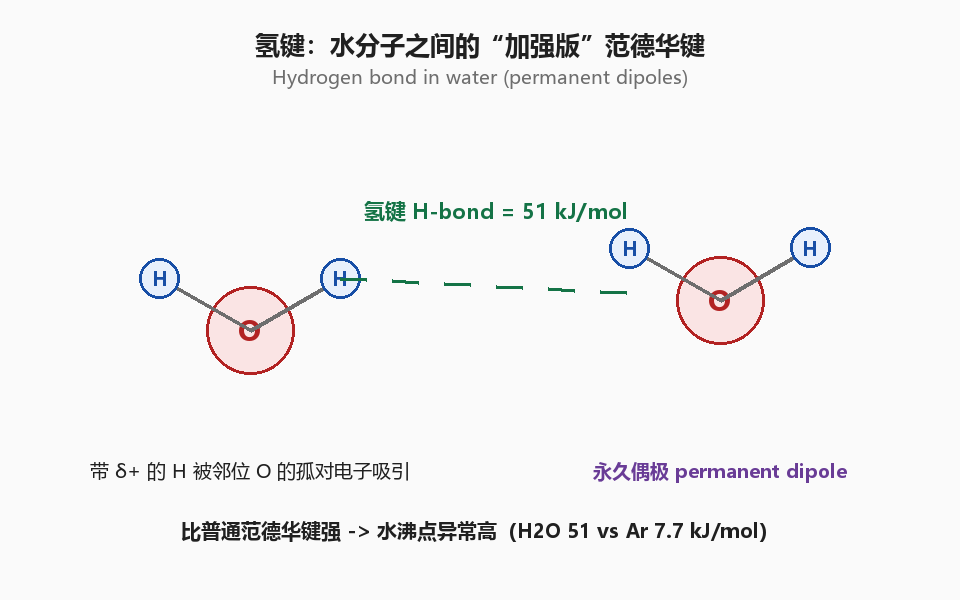 氢键：水分子之间的“加强版”范德华键
Hydrogen bond in water (permanent dipoles)
氢键 H-bond = 51 kJ/mol
H
H
O
H
H
O
带 δ+ 的 H 被邻位 O 的孤对电子吸引
永久偶极 permanent dipole
比普通范德华键强 -> 水沸点异常高（H2O 51 vs Ar 7.7 kJ/mol）